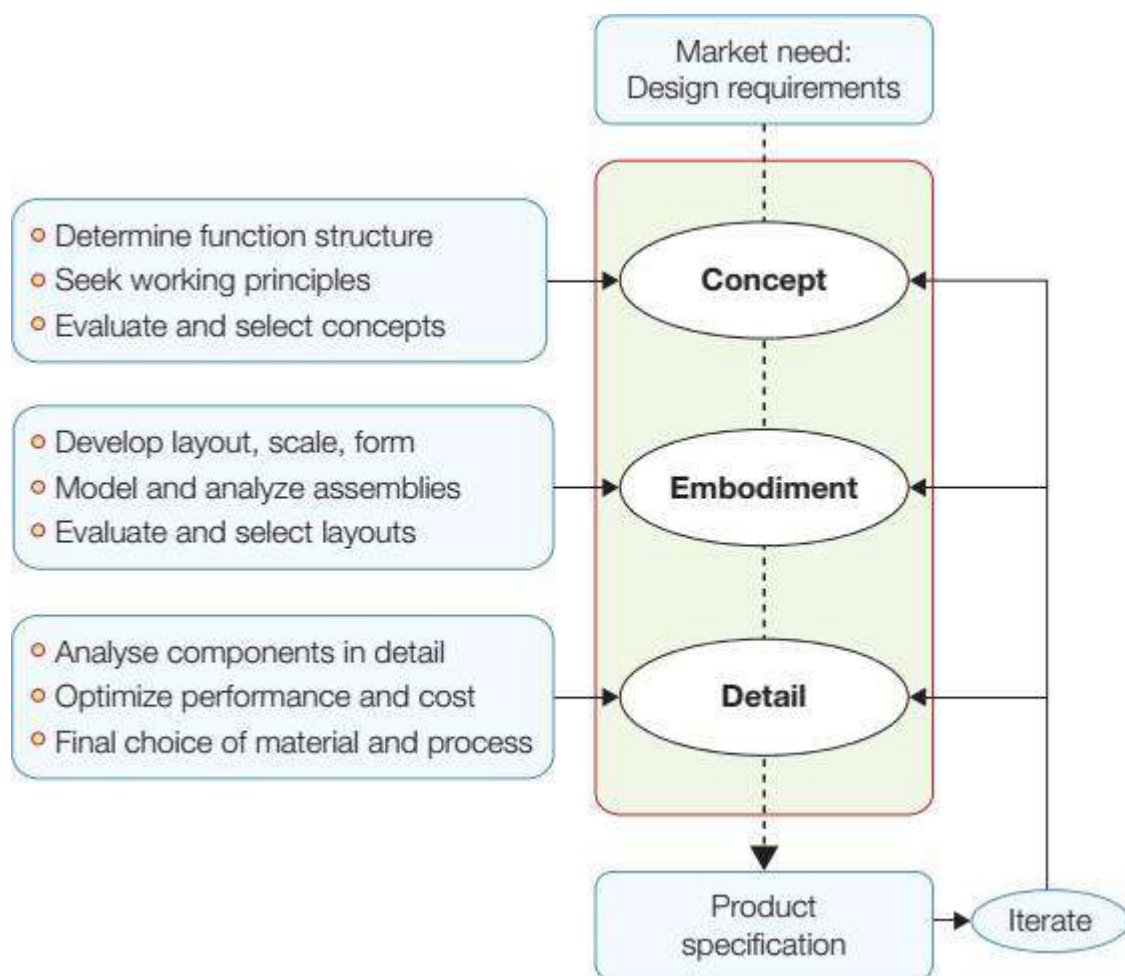 Market need:
Design requirements
Determine function structure
Seek working principles
Evaluate and select concepts
Concept
Develop layout, scale, form
Model and analyze assemblies
Evaluate and select layouts
Embodiment
Analyse components in detail
Optimize performance and cost
Final choice of material and process
Detail
Product
specification
Iterate